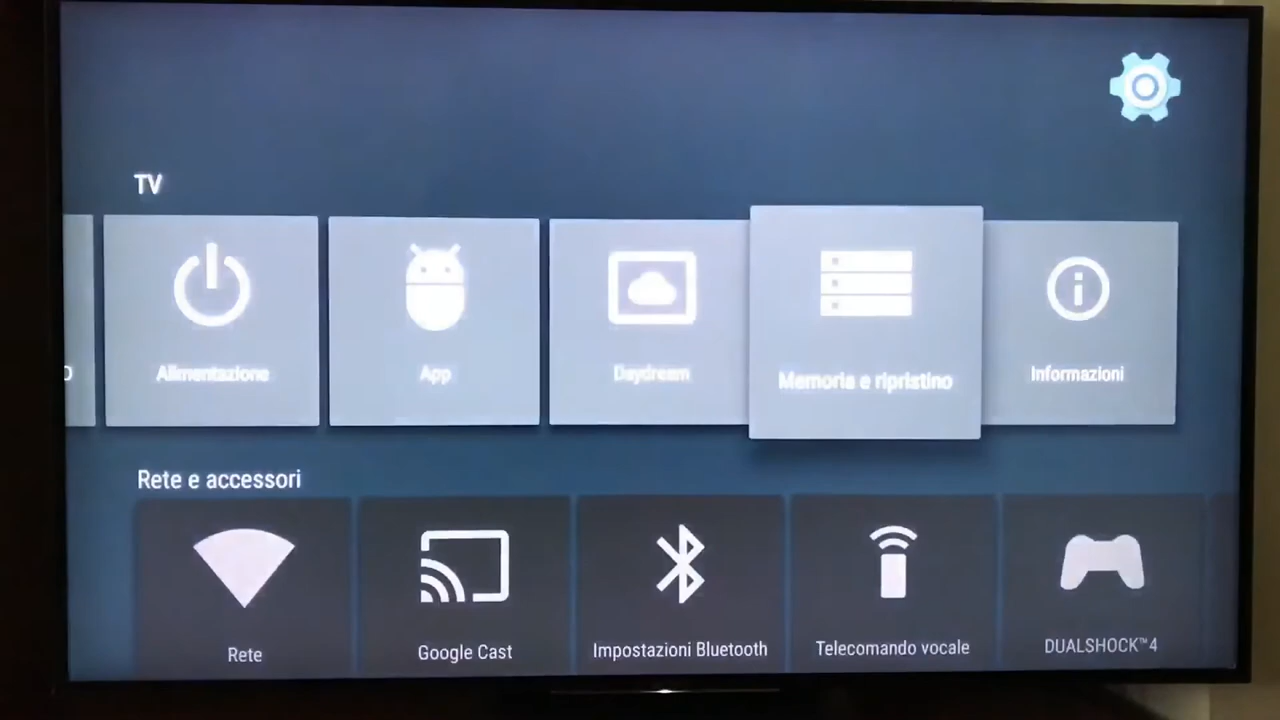 TV
Alimentazione
App
Daydream
Memoria e ripristino
Informazioni
Rete e accessori
Rete
Google Cast
Impostazioni Bluetooth
Telecomando vocale
DUALSHOCK™4